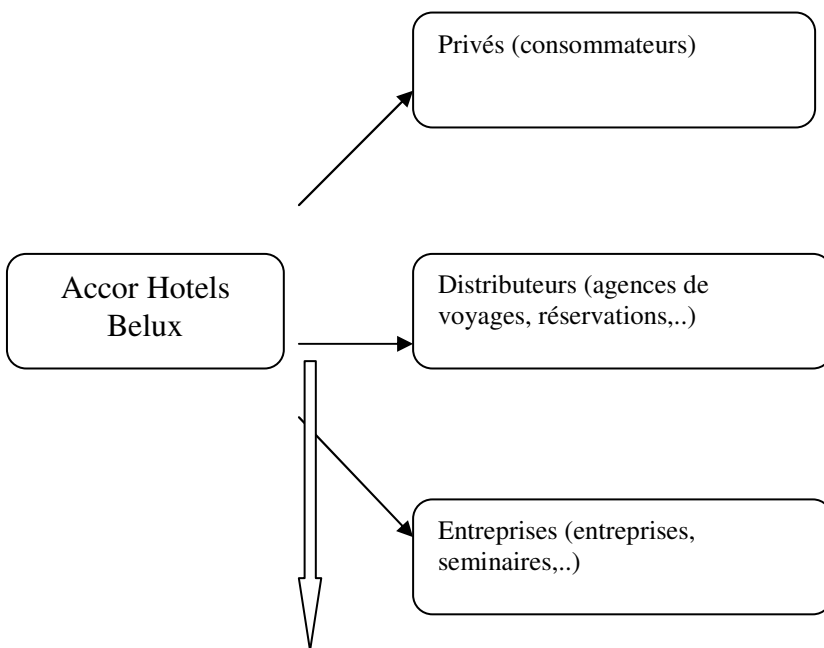 Privés (consommateurs)
Accor Hotels
Belux
Distributeurs (agences de
voyages, réservations,..)
Entreprises (entreprises,
seminaires,..)